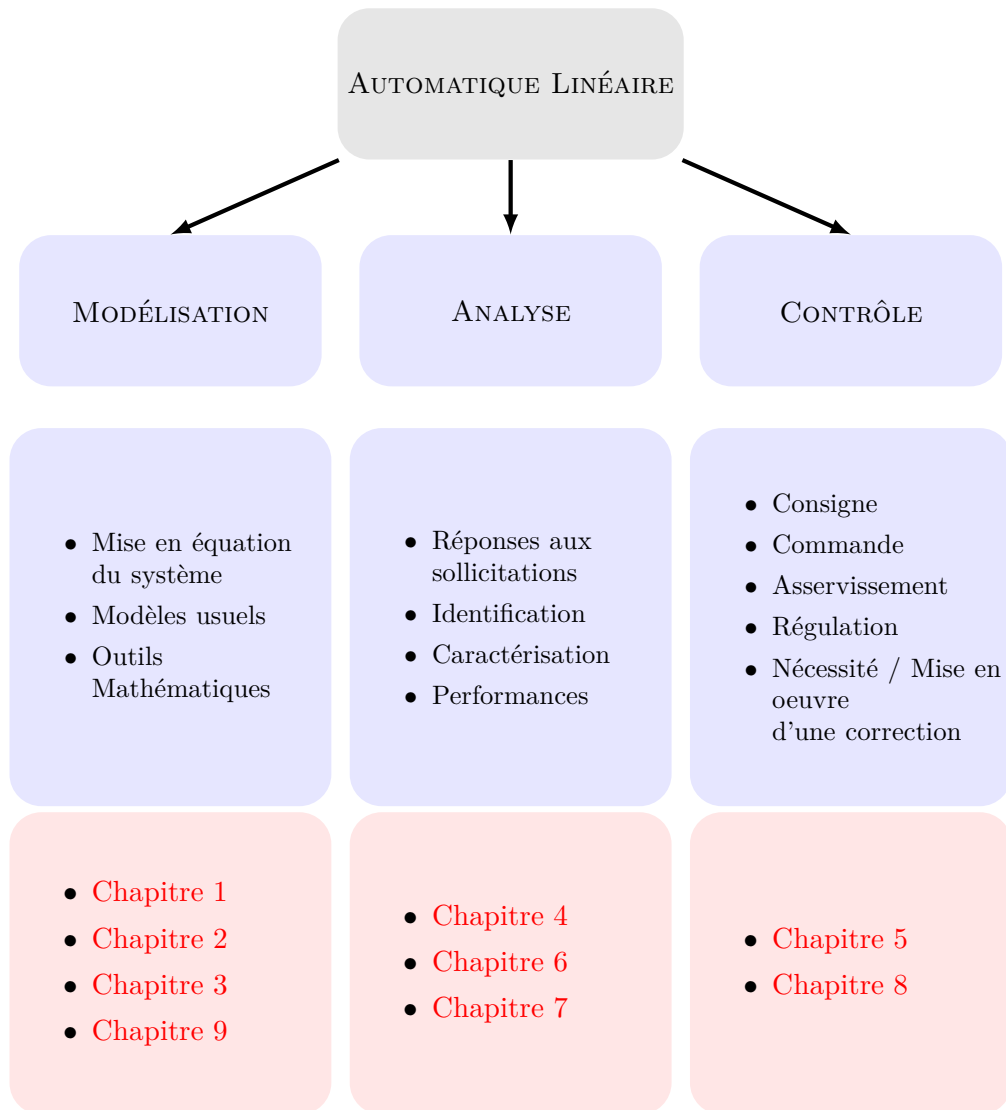 Automatique Linéaire
Modélisation
Analyse
Contrôle
• Mise en équation
du système
• Modèles usuels
• Outils
Mathématiques
• Réponses aux
sollicitations
• Identification
• Caractérisation
• Performances
• Consigne
• Commande
• Asservissement
• Régulation
• Nécessité / Mise en
oeuvre
d'une correction
• Chapitre 1
• Chapitre 2
• Chapitre 3
• Chapitre 9
• Chapitre 4
• Chapitre 6
• Chapitre 7
• Chapitre 5
• Chapitre 8